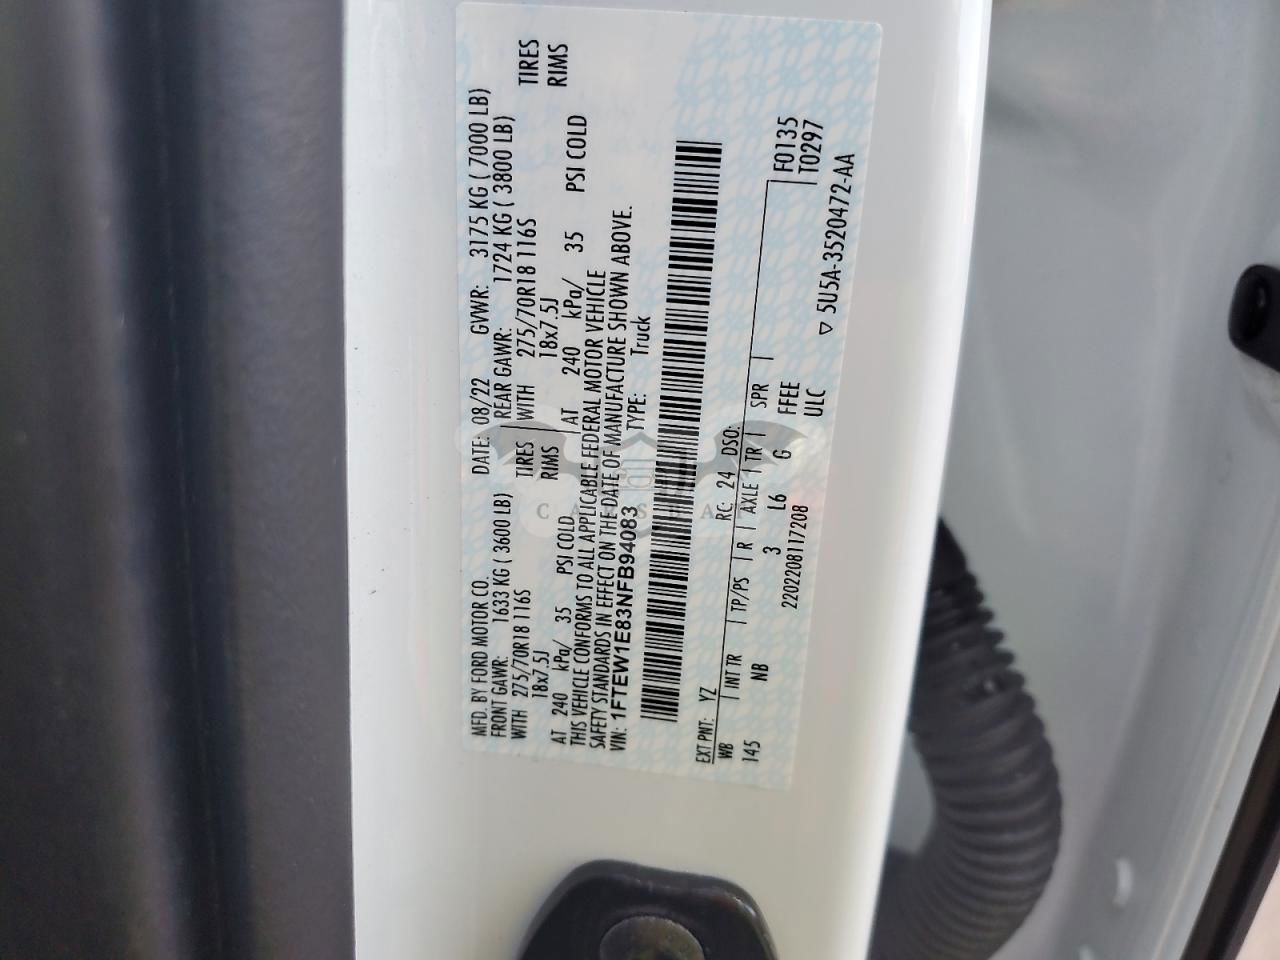 MFD. BY FORD MOTOR CO. DATE: 08/22 GVWR: 3175 KG ( 7000 LB)
FRONT GAWR: 1633 KG ( 3600 LB) REAR GAWR: 1724 KG ( 3800 LB)
WITH 275/70R18 116S TIRES WITH 275/70R18 116S TIRES
18x7.5J RIMS 18x7.5J RIMS
AT 240 kPa/ 35 PSI COLD AT 240 kPa/ 35 PSI COLD
THIS VEHICLE CONFORMS TO ALL APPLICABLE FEDERAL MOTOR VEHICLE
SAFETY STANDARDS IN EFFECT ON THE DATE OF MANUFACTURE SHOWN ABOVE.
VIN: 1FTEW1E83NFB94083 TYPE: Truck
EXT PNT: YZ RC: 24 DSO: F0135
WB INT TR TP/PS R AXLE TR SPR T0297
145 NB 3 L6 G FFEE
ULC
2202208117208
▽ 5U5A-3520472-AA